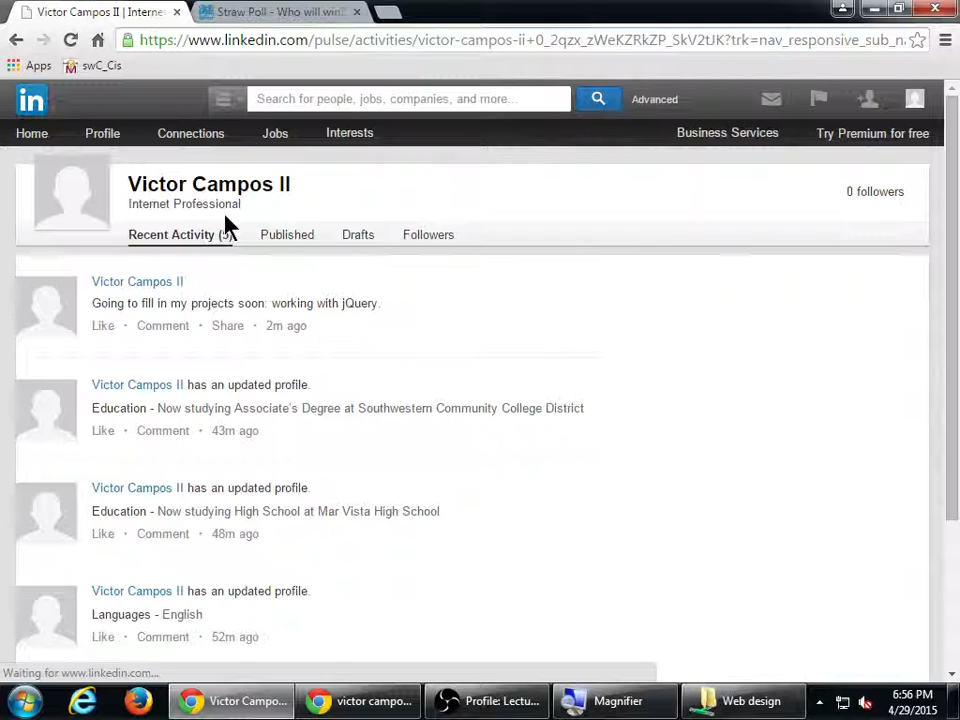 Victor Campos II | Internet
Straw Poll - Who will win?
https://www.linkedin.com/pulse/activities/victor-campos-ii+0_2qzx_zWeKZRkZP_SkV2tJK?trk=nav_responsive_sub_n
Apps swC_Cis
in Search for people, jobs, companies, and more... Advanced
Home Profile Connections Jobs Interests Business Services Try Premium for free
Victor Campos II
Internet Professional
0 followers
Recent Activity (5) Published Drafts Followers
Victor Campos II
Going to fill in my projects soon: working with jQuery.
Like · Comment · Share · 2m ago
Victor Campos II has an updated profile.
Education - Now studying Associate's Degree at Southwestern Community College District
Like · Comment · 43m ago
Victor Campos II has an updated profile.
Education - Now studying High School at Mar Vista High School
Like · Comment · 48m ago
Victor Campos II has an updated profile.
Languages - English
Like · Comment · 52m ago
Waiting for www.linkedin.com...
Victor Campo... victor campo... Profile: Lectu... Magnifier Web design
6:56 PM
4/29/2015